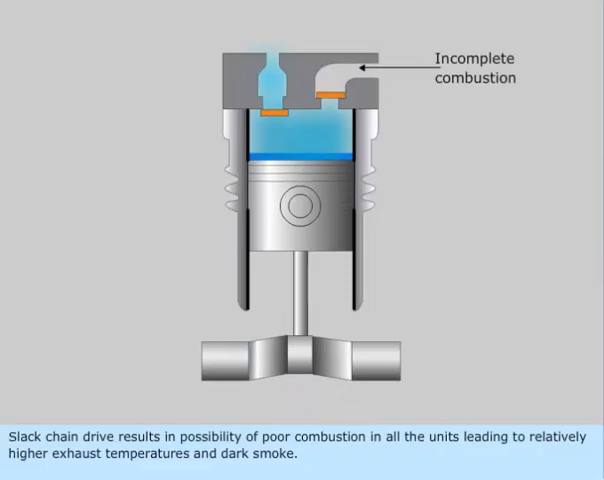 Incomplete
combustion
Slack chain drive results in possibility of poor combustion in all the units leading to relatively
higher exhaust temperatures and dark smoke.